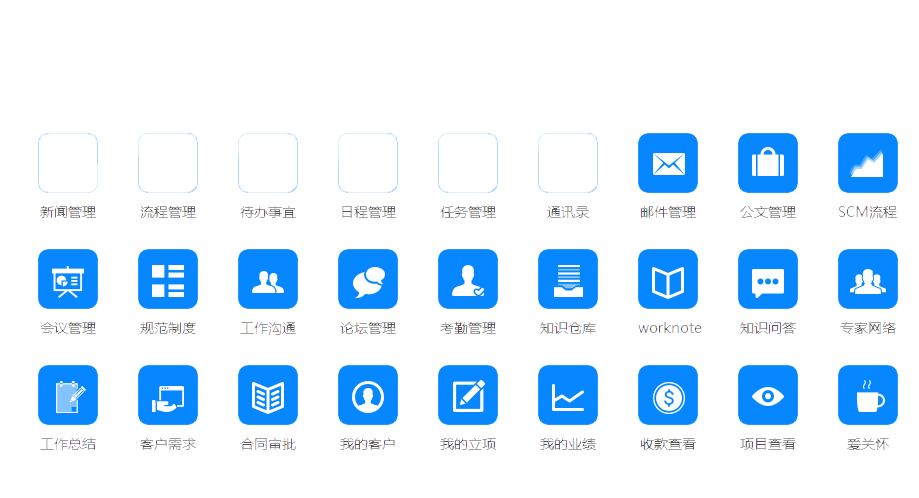 新闻管理 流程管理 待办事宜 日程管理 任务管理 通讯录 邮件管理 公文管理 SCM流程
会议管理 规范制度 工作沟通 论坛管理 考勤管理 知识仓库 worknote 知识问答 专家网络
工作总结 客户需求 合同审批 我的客户 我的立项 我的业绩 收款查看 项目查看 爱关怀